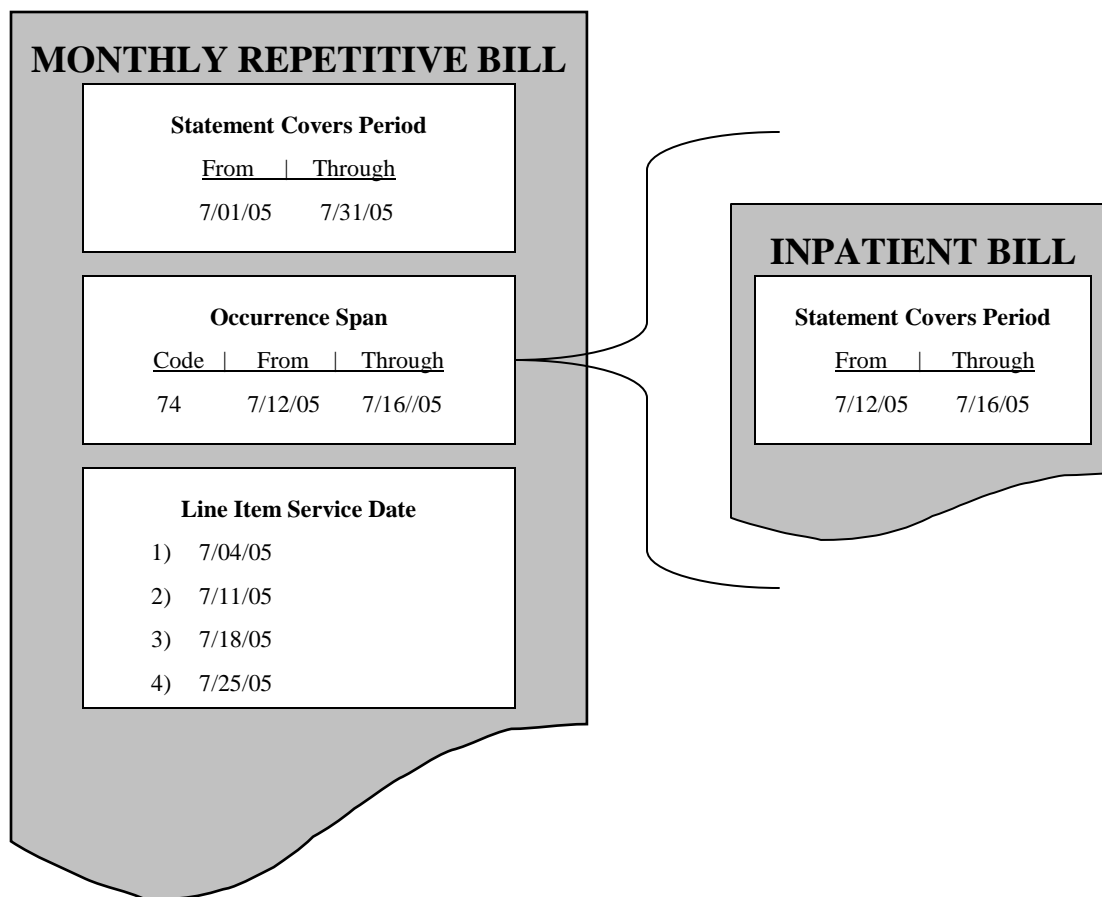 MONTHLY REPETITIVE BILL
Statement Covers Period
From | Through
7/01/05 7/31/05
Occurrence Span
Code | From | Through
74 7/12/05 7/16//05
Line Item Service Date
1) 7/04/05
2) 7/11/05
3) 7/18/05
4) 7/25/05
INPATIENT BILL
Statement Covers Period
From | Through
7/12/05 7/16/05